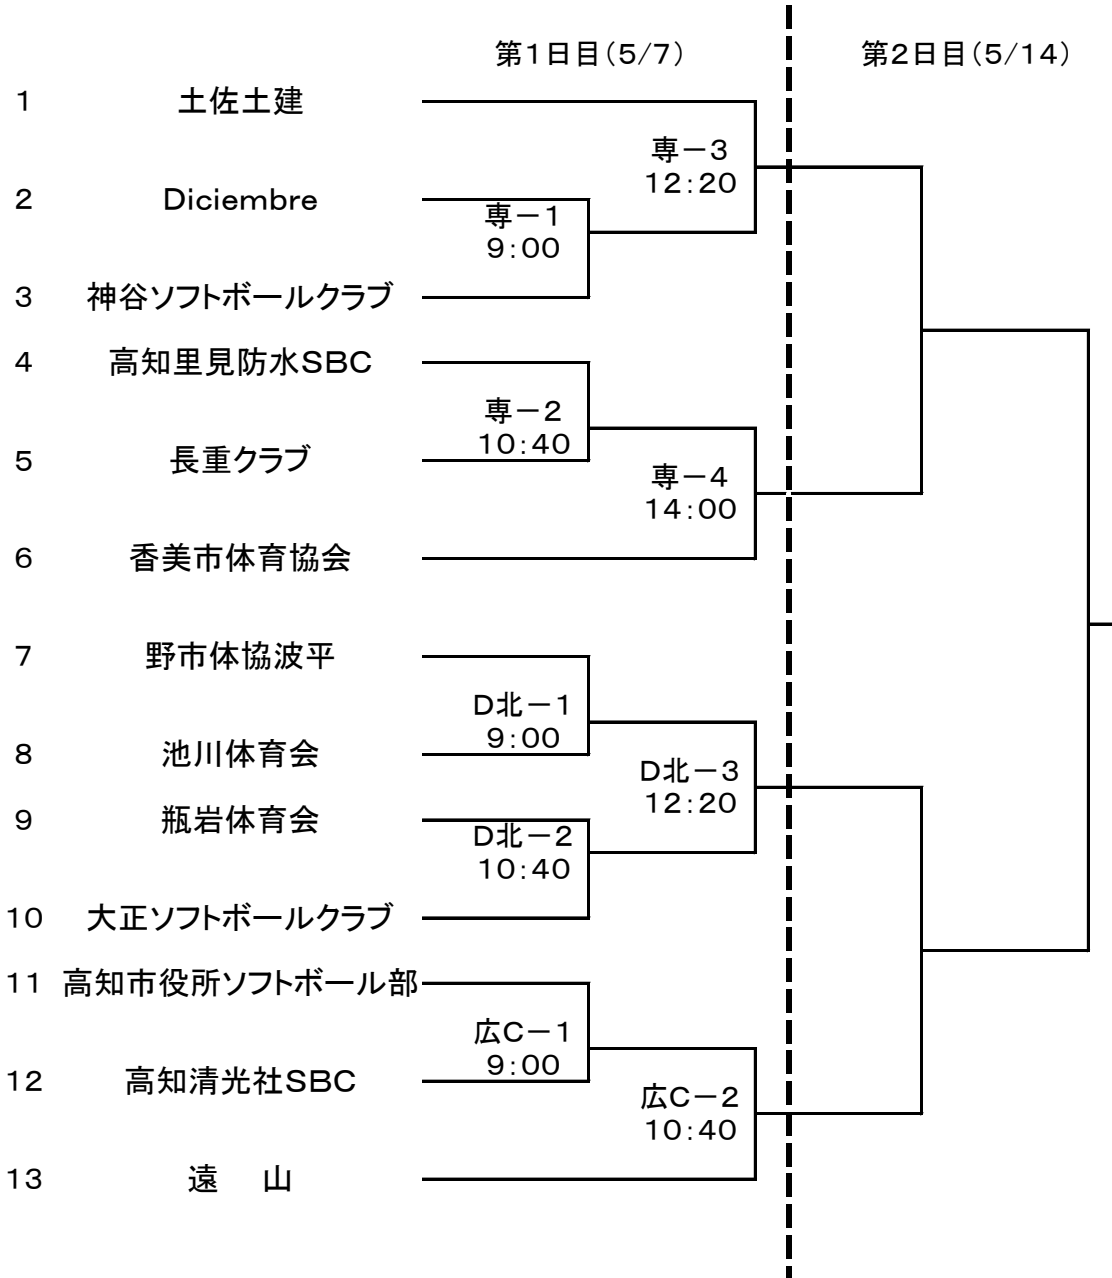 第1日目(5/7)
第2日目(5/14)
1 土佐土建
専－3
12:20
2 Diciembre
専－1
9:00
3 神谷ソフトボールクラブ
4 高知里見防水SBC
専－2
10:40
5 長重クラブ
専－4
14:00
6 香美市体育協会
7 野市体協波平
D北－1
9:00
8 池川体育会
D北－3
12:20
9 瓶岩体育会
D北－2
10:40
10 大正ソフトボールクラブ
11 高知市役所ソフトボール部
広C－1
9:00
12 高知清光社SBC
広C－2
10:40
13 遠　山